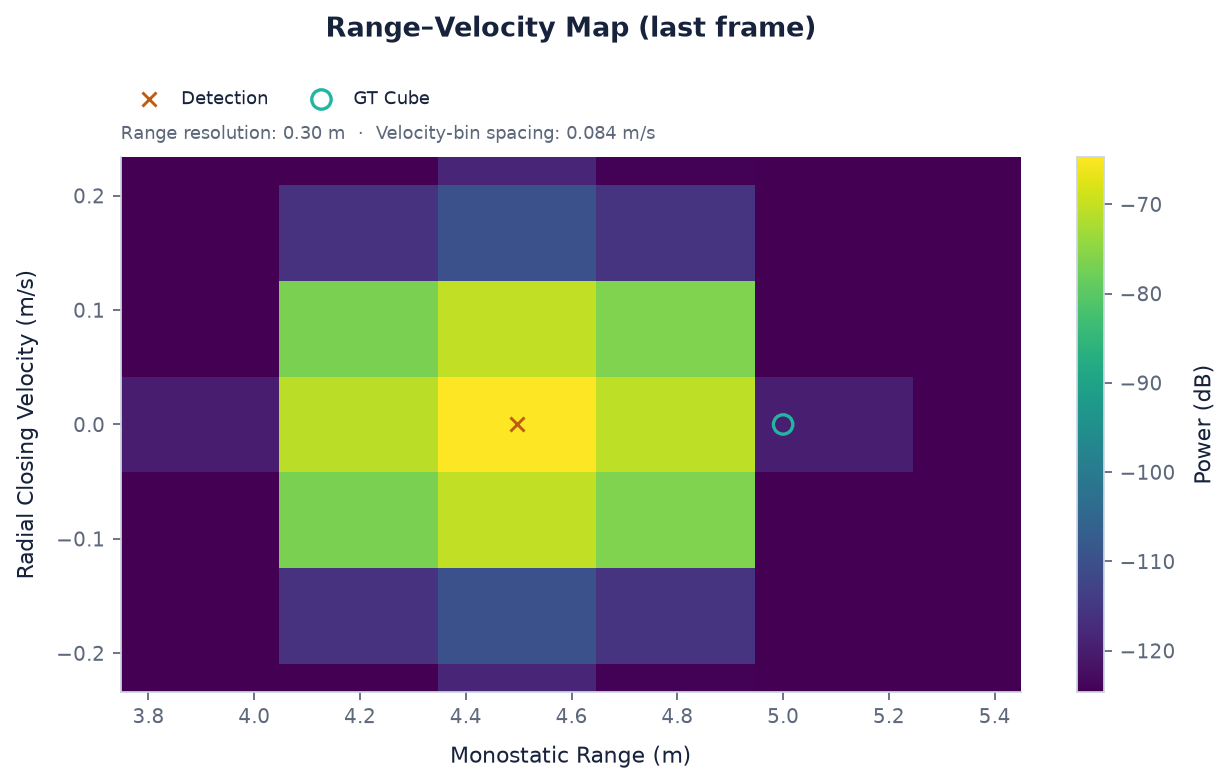 Range–Velocity Map (last frame)
Detection GT Cube
Range resolution: 0.30 m · Velocity-bin spacing: 0.084 m/s
Radial Closing Velocity (m/s)
0.2
0.1
0.0
−0.1
−0.2
3.8 4.0 4.2 4.4 4.6 4.8 5.0 5.2 5.4
Monostatic Range (m)
−70
−80
−90
−100
−110
−120
Power (dB)